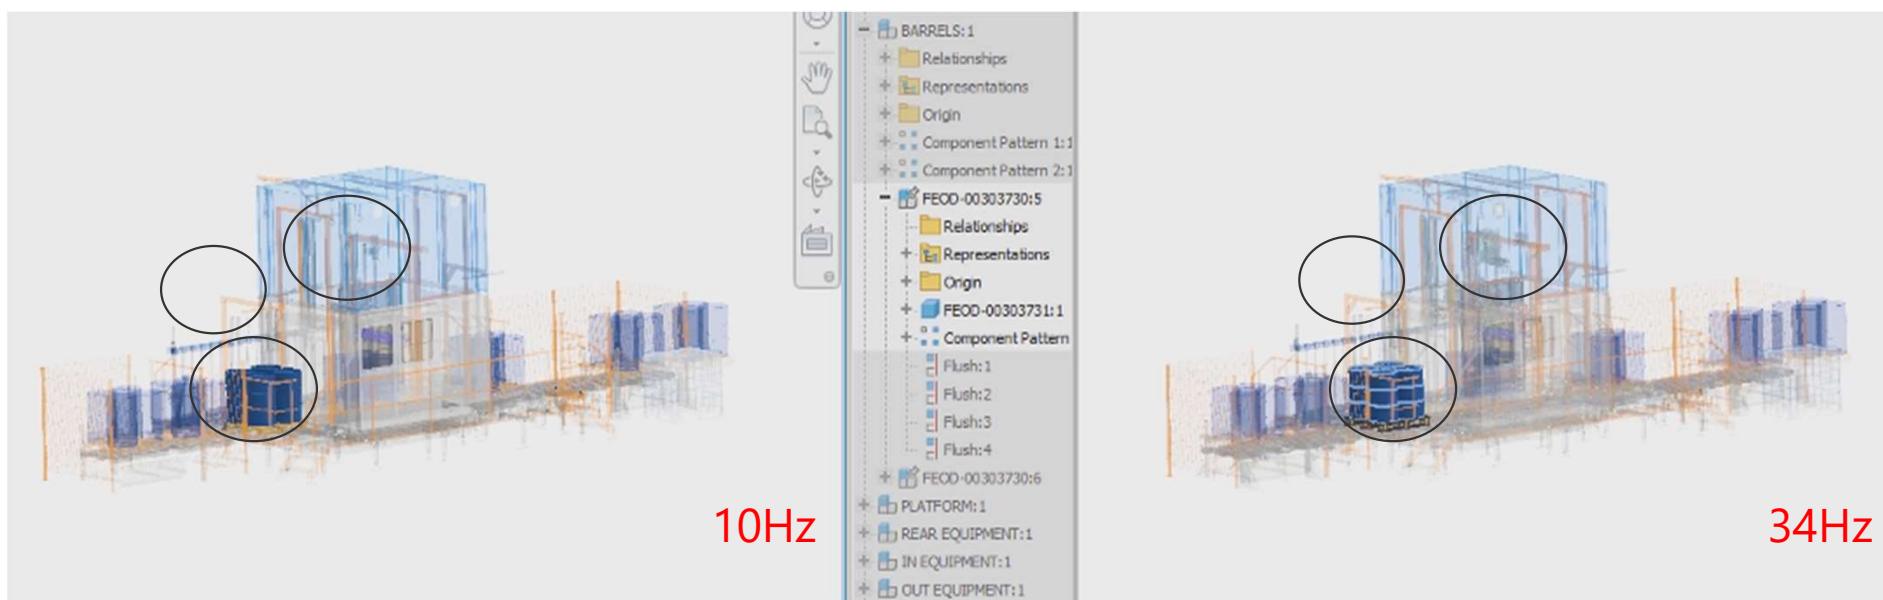 BARRELS:1
Relationships
Representations
Origin
Component Pattern 1:1
Component Pattern 2:1
FEOD-00303730:5
Relationships
Representations
Origin
FEOD-00303731:1
Component Pattern
Flush:1
Flush:2
Flush:3
Flush:4
FEOD-00303730:6
PLATFORM:1
REAR EQUIPMENT:1
IN EQUIPMENT:1
OUT EQUIPMENT:1
10Hz
34Hz